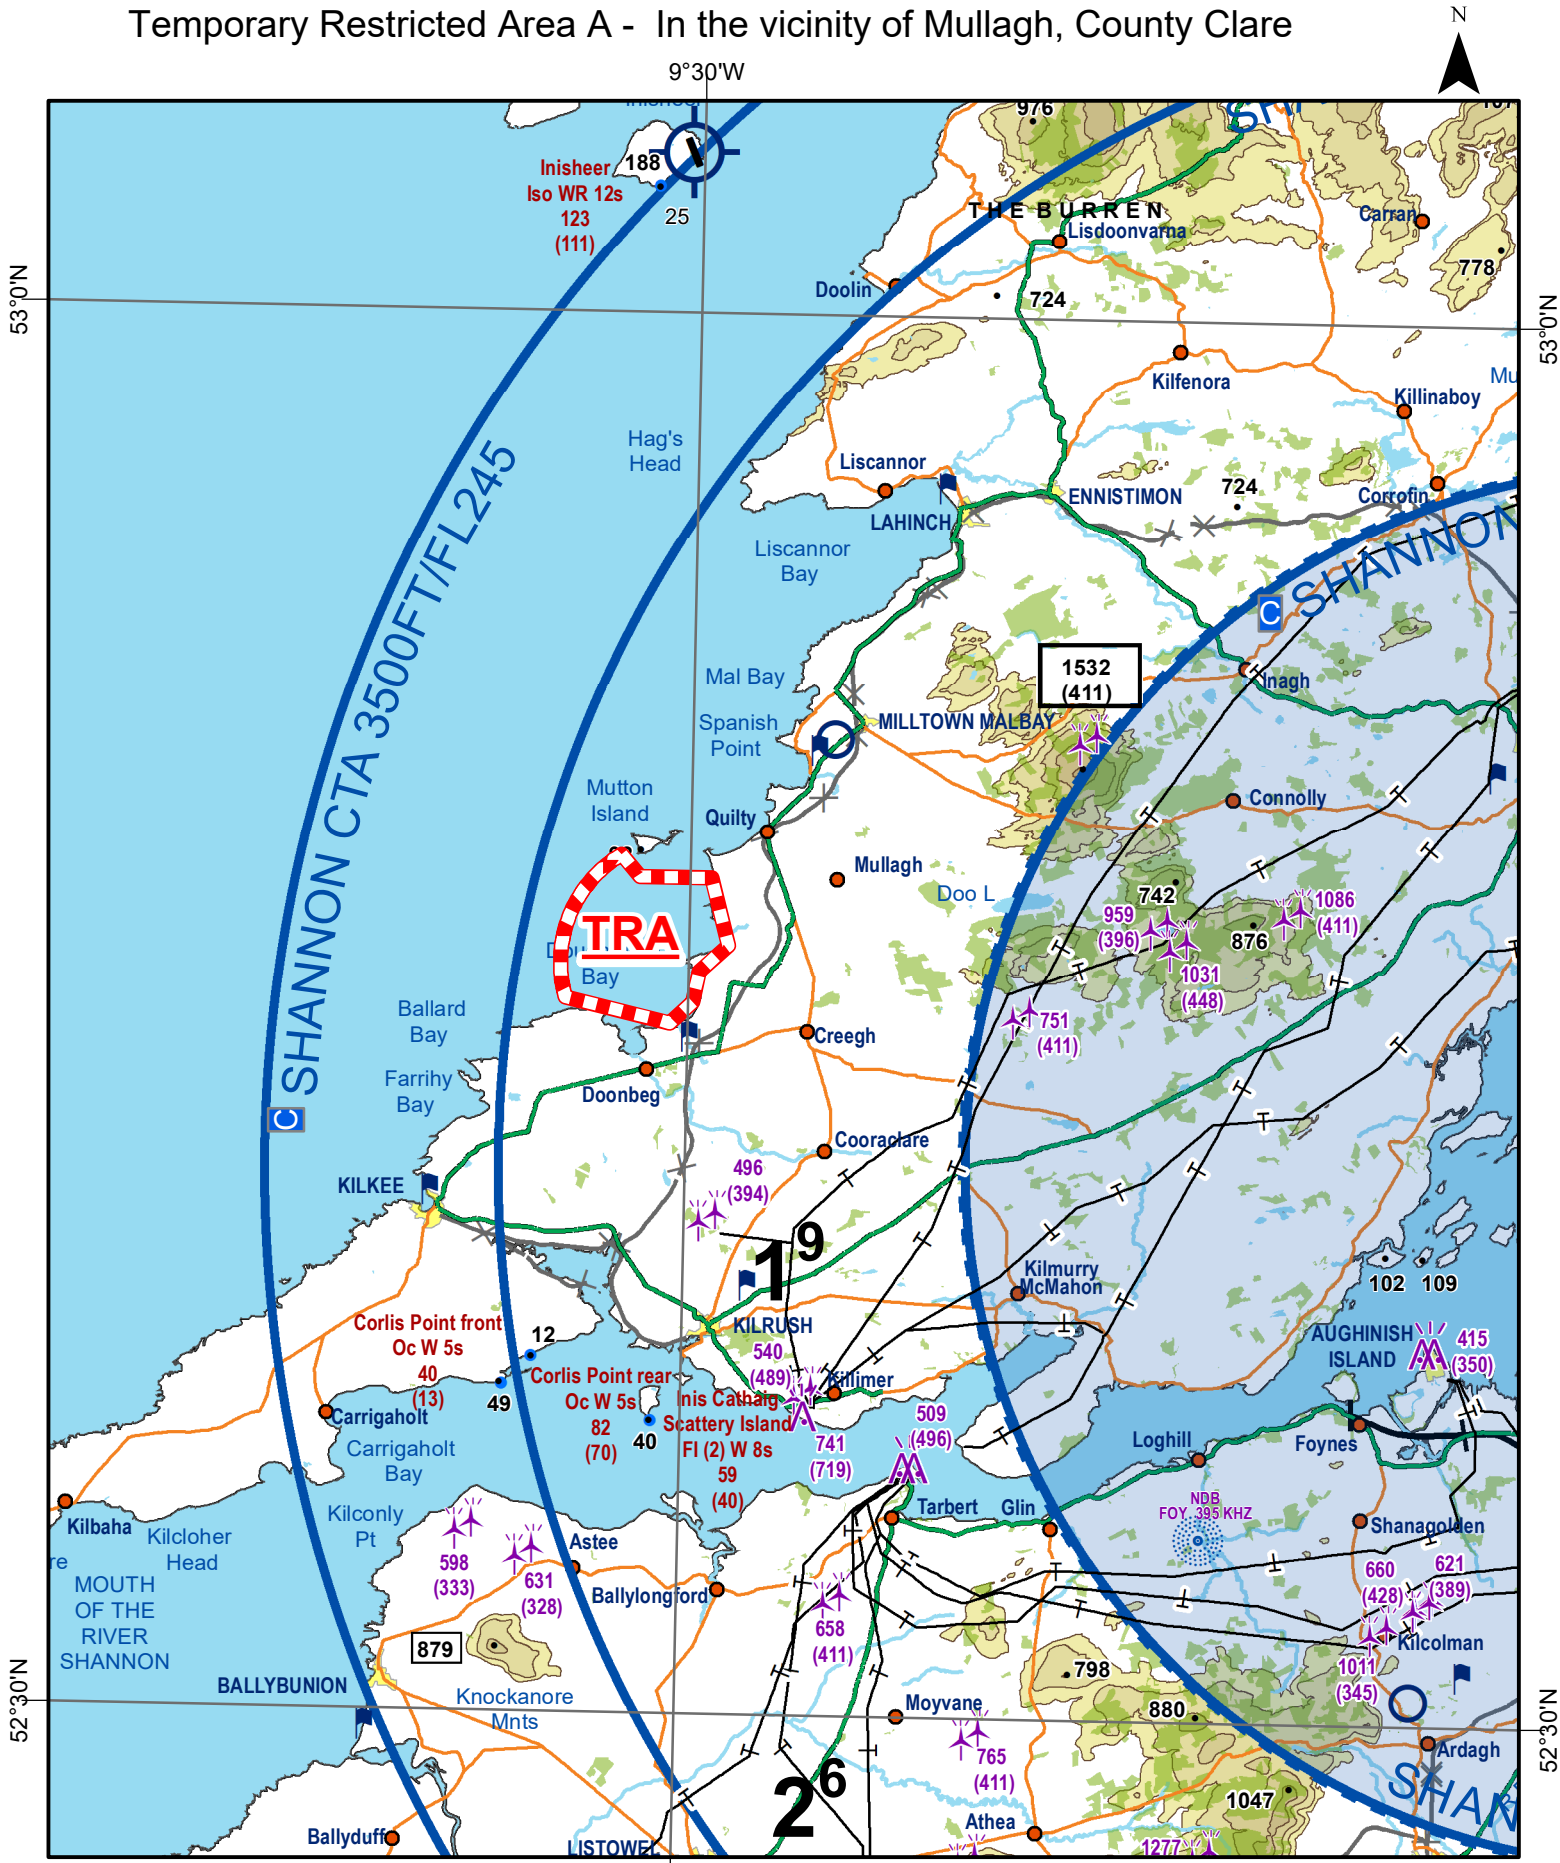 Temporary Restricted Area A - In the vicinity of Mullagh, County Clare
N
9°30'W
Inisheer
976
188
Inisheer
Iso WR 12s
123
(111)
25
THE BURREN
Lisdoonvarna
Carran
778
53°0'N
53°0'N
Doolin
724
Kilfenora
Killinaboy
Mu
Hag's
Head
Liscannor
ENNISTIMON
724
Corrofin
LAHINCH
Liscannor
Bay
SHANNON
C
SHANNON CTA 3500FT/FL245
C
1532
(411)
Inagh
Mal Bay
Spanish
Point
MILLTOWN MALBAY
Mutton
Island
Quilty
Connolly
Mullagh
Doo L
742
959
(396)
876
1086
(411)
1031
(448)
TRA
Bay
751
(411)
Ballard
Bay
Creegh
Farrihy
Bay
Doonbeg
Cooraclare
KILKEE
496
(394)
19
Kilmurry
McMahon
102
109
KILRUSH
540
(489)
Killimer
AUGHINISH
ISLAND
415
(350)
Corlis Point front
Oc W 5s
40
(13)
12
49
Corlis Point rear
Oc W 5s
82
(70)
40
Inis Cathaig
Scattery Island
Fl (2) W 8s
59
(40)
741
(719)
509
(496)
Carrigaholt
Carrigaholt
Bay
Loghill
Foynes
Kilbaha
Kilcloher
Head
Kilconly
Pt
Tarbert
Glin
NDB
FOY 395 KHZ
Shanagolden
re
MOUTH
OF THE
RIVER
SHANNON
598
(333)
631
(328)
Astee
Ballylongford
658
(411)
660
(428)
621
(389)
Kilcolman
1011
(345)
879
BALLYBUNION
Knockanore
Mnts
798
880
52°30'N
52°30'N
Moyvane
765
(411)
Ardagh
26
1047
SHAN
Ballyduff
LISTOWEL
Athea
1277